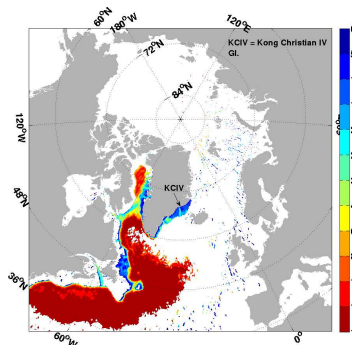 60°N
180°W
120°E
72°N
84°N
KCIV = Kong Christian IV
Gl.
120°W
KCIV
48°N
36°N
60°W
0°